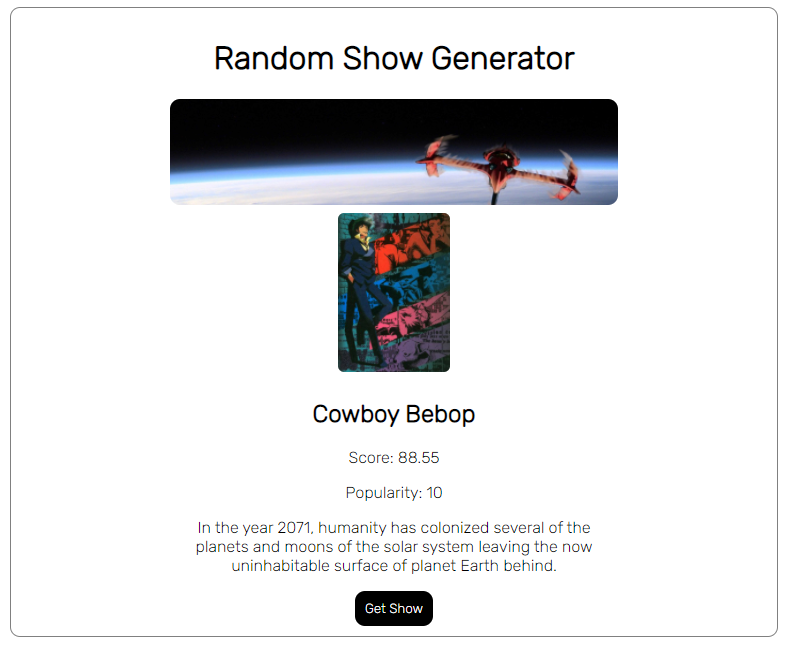 Random Show Generator
Cowboy Bebop
Score: 88.55
Popularity: 10
In the year 2071, humanity has colonized several of the
planets and moons of the solar system leaving the now
uninhabitable surface of planet Earth behind.
Get Show